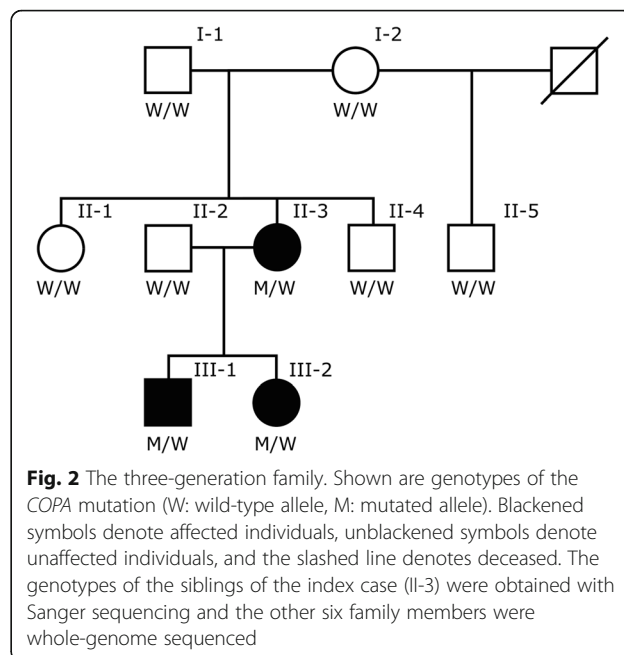 I-1 I-2
W/W W/W
II-1 II-2 II-3 II-4 II-5
W/W W/W M/W W/W W/W
III-1 III-2
M/W M/W
Fig. 2 The three-generation family. Shown are genotypes of the
COPA mutation (W: wild-type allele, M: mutated allele). Blackened
symbols denote affected individuals, unblackened symbols denote
unaffected individuals, and the slashed line denotes deceased. The
genotypes of the siblings of the index case (II-3) were obtained with
Sanger sequencing and the other six family members were
whole-genome sequenced